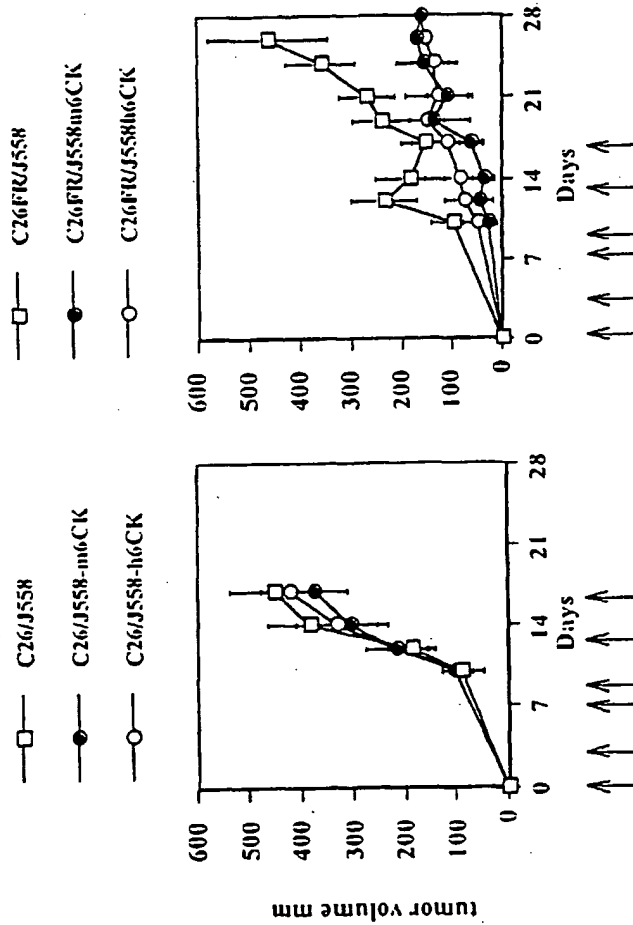 C26/J558
C26/J558-m6CK
C26/J558-h6CK
tumor volume mm
600
500
400
300
200
100
0
0 7 14 21 28
Days
C26FR/J558
C26FR/J558m6CK
C26FR/J558h6CK
600
500
400
300
200
100
0
0 7 14 21 28
Days